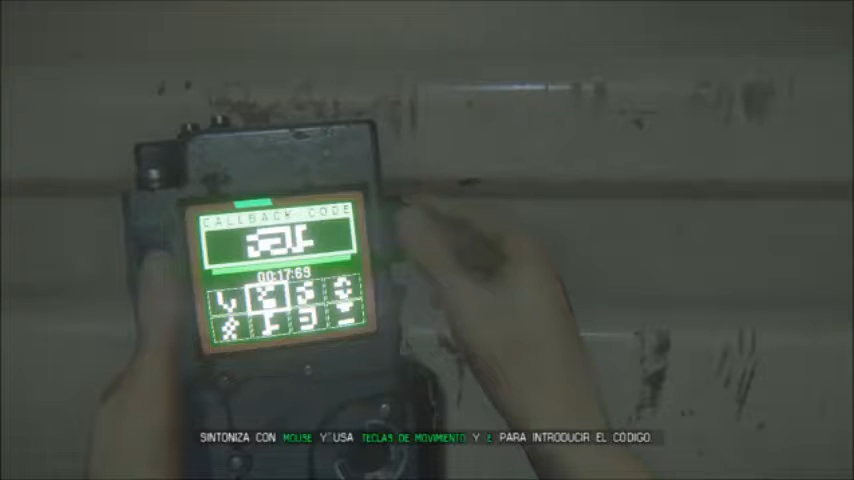 CALLBACK CODE
00:17:69
SINTONIZA CON MOUSE Y USA TECLAS DE MOVIMIENTO Y E PARA INTRODUCIR EL CÓDIGO